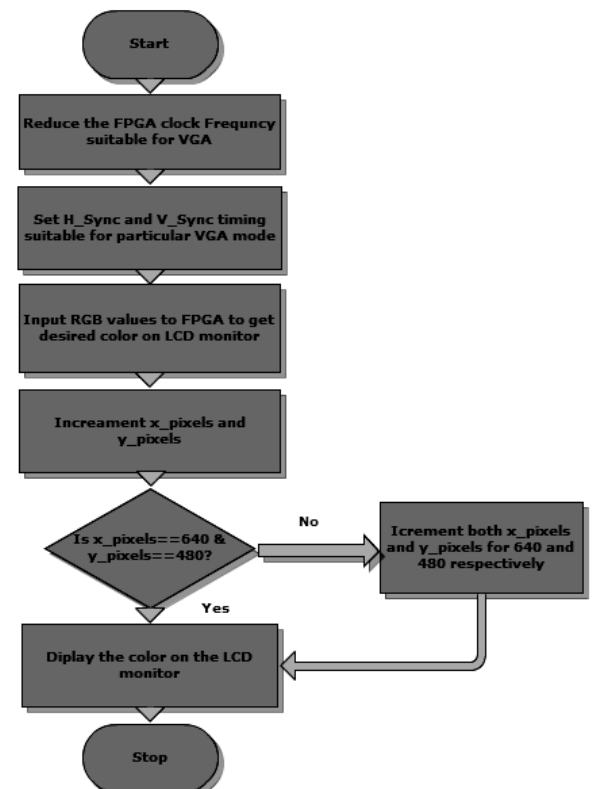 Start
Reduce the FPGA clock Frequncy
suitable for VGA
Set H_Sync and V_Sync timing
suitable for particular VGA mode
Input RGB values to FPGA to get
desired color on LCD monitor
Increament x_pixels and
y_pixels
Is x_pixels==640 &
y_pixels==480?
No
Icrement both x_pixels
and y_pixels for 640 and
480 respectively
Yes
Diplay the color on the LCD
monitor
Stop